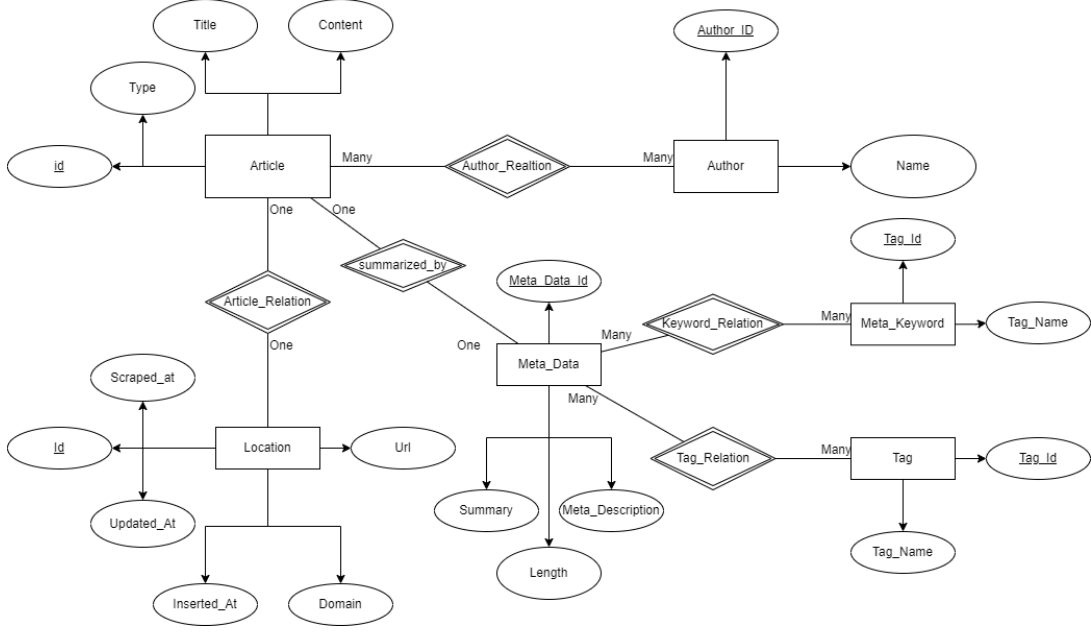 Title
Content
Author_ID
Type
id
Article
Many
Author_Realtion
Many
Author
Name
One
One
summarized_by
Tag_Id
Meta_Data_Id
Article_Relation
Many
Keyword_Relation
Many
Meta_Keyword
Tag_Name
One
One
Meta_Data
Scraped_at
Many
Id
Location
Url
Tag_Relation
Many
Tag
Tag_Id
Summary
Meta_Description
Updated_At
Tag_Name
Length
Inserted_At
Domain